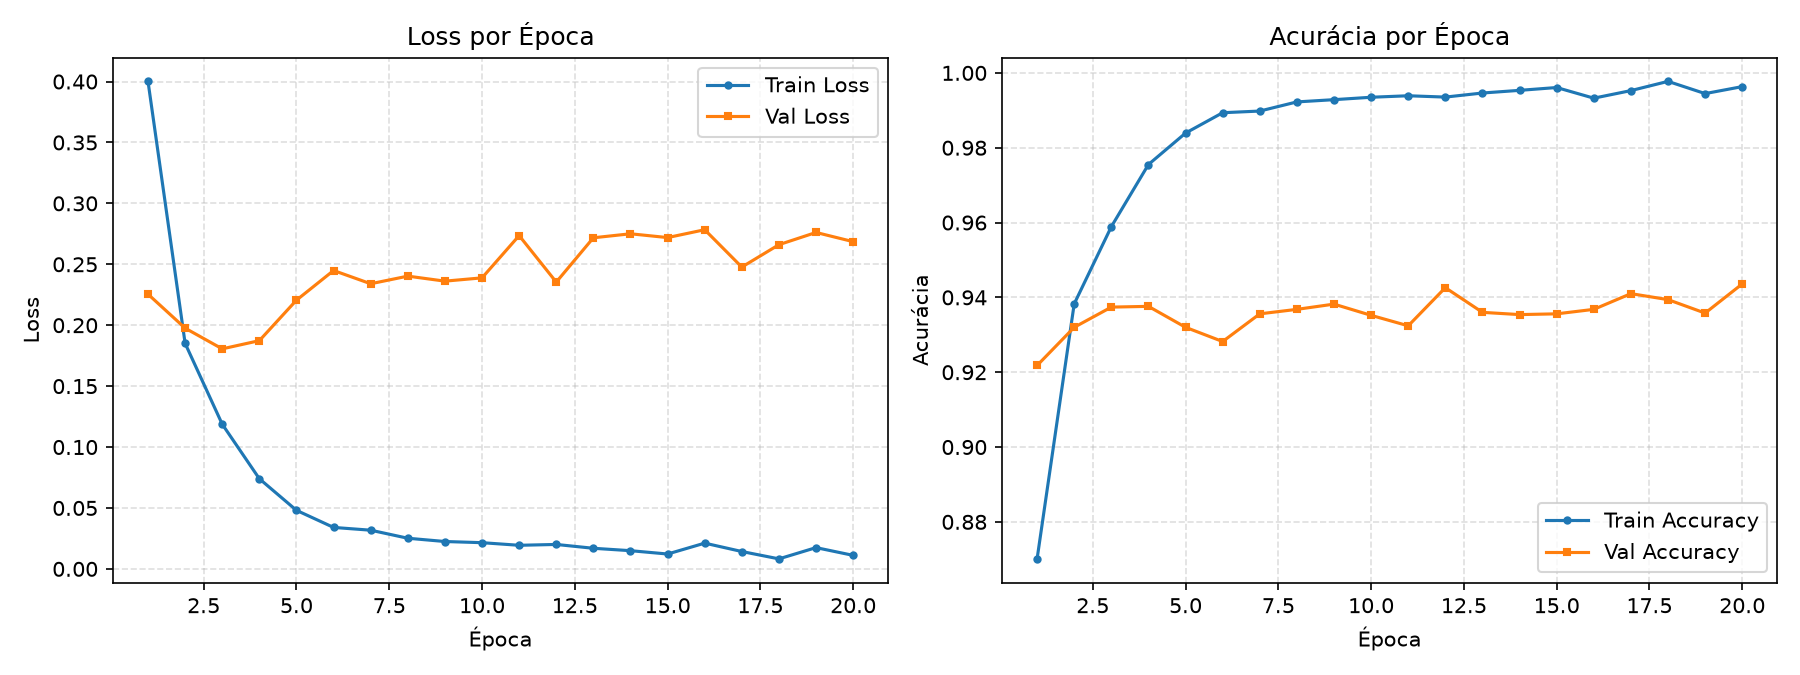 Loss por Época
Train Loss
Val Loss
Loss
0.40
0.35
0.30
0.25
0.20
0.15
0.10
0.05
0.00
2.5 5.0 7.5 10.0 12.5 15.0 17.5 20.0
Época
Acurácia por Época
Acurácia
1.00
0.98
0.96
0.94
0.92
0.90
0.88
Train Accuracy
Val Accuracy
2.5 5.0 7.5 10.0 12.5 15.0 17.5 20.0
Época